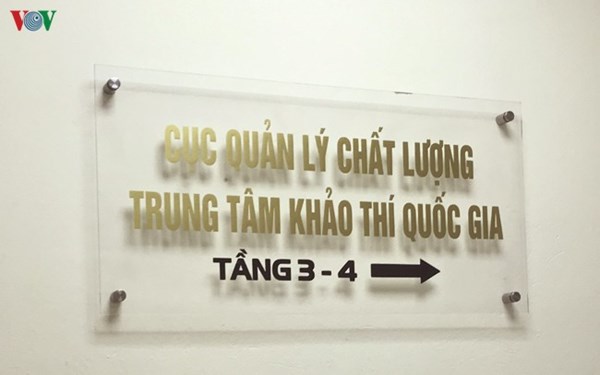 VOV
CỤC QUẢN LÝ CHẤT LƯỢNG
TRUNG TÂM KHẢO THÍ QUỐC GIA
TẦNG 3 - 4